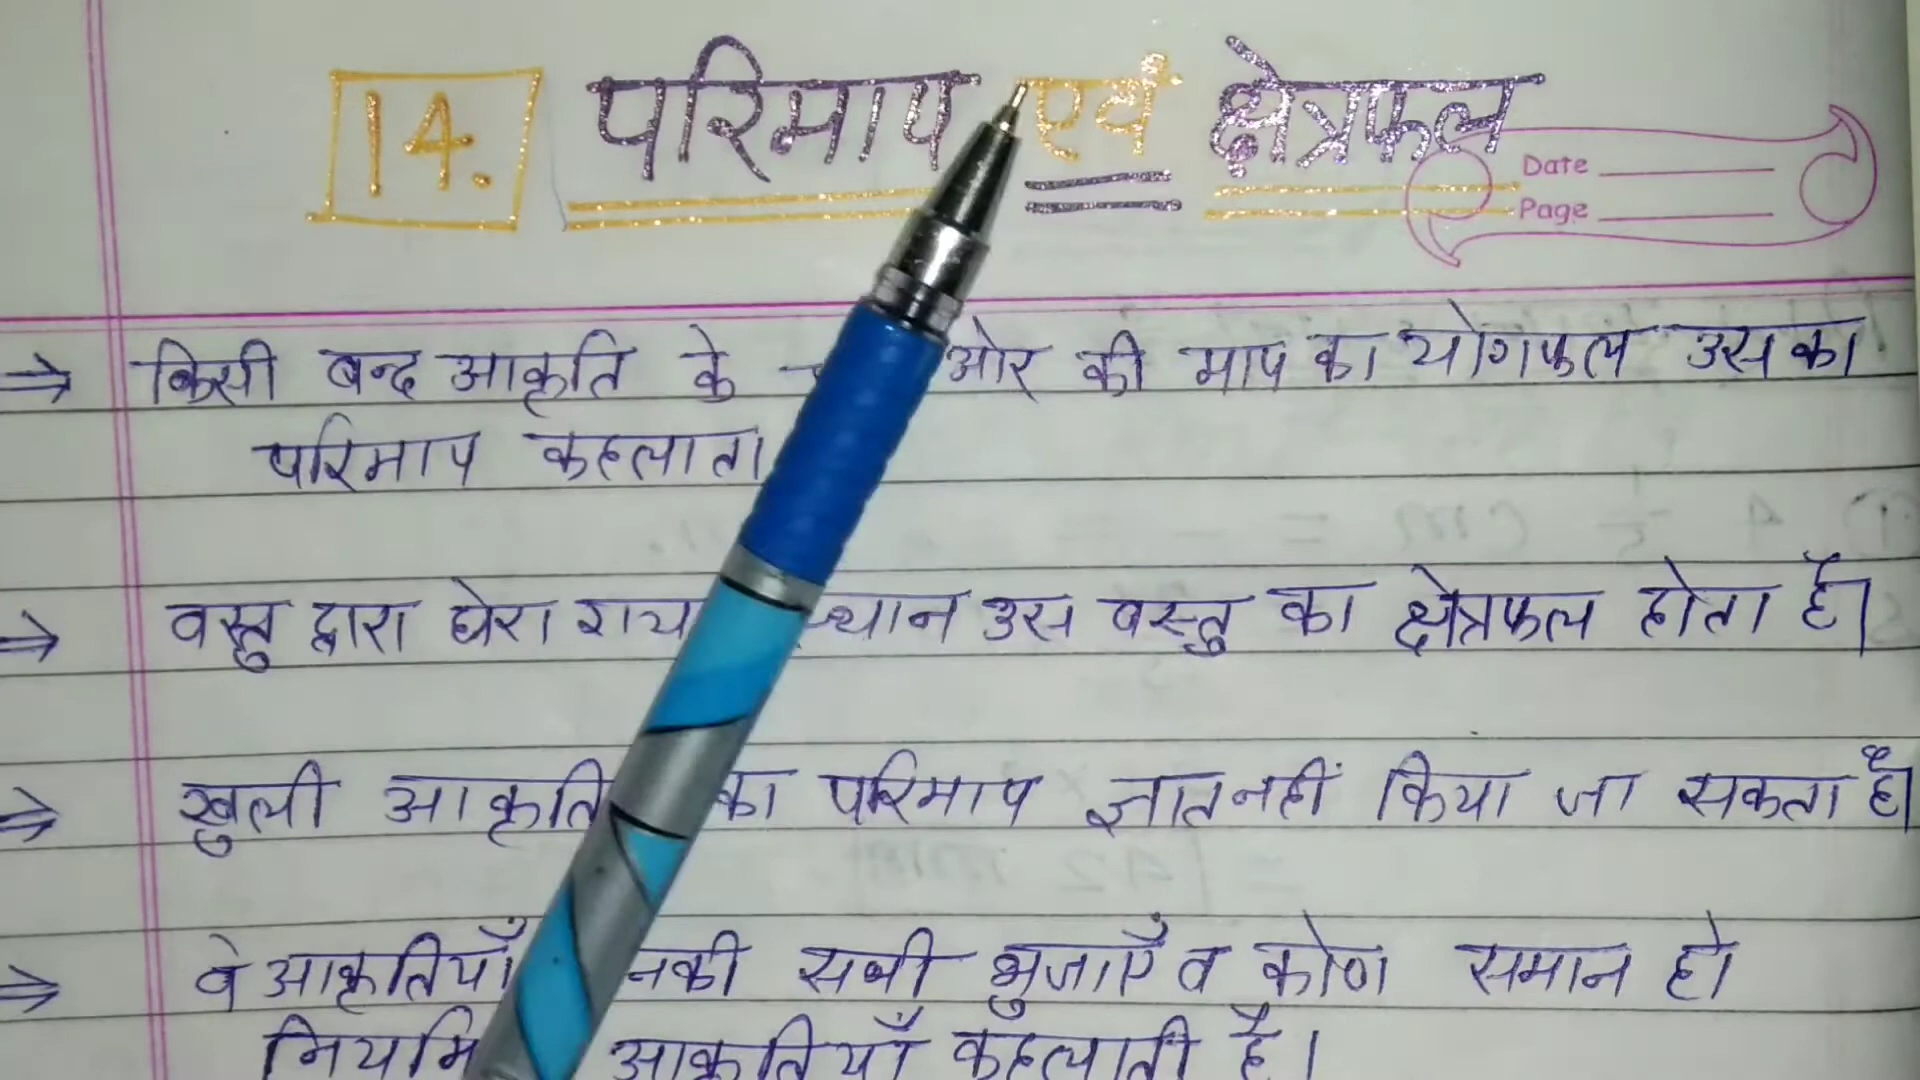 14. परिमाप एवं क्षेत्रफल
Date
Page
⇒ किसी बन्द आकृति के ओर की माप का योगफल उसका
परिमाप कहलाता
⇒ वस्तु द्वारा घेरा गया स्थान उस वस्तु का क्षेत्रफल होता है।
⇒ खुली आकृति का परिमाप ज्ञात नहीं किया जा सकता है।
⇒ वे आकृतियाँ सभी भुजाएँ व कोण समान हो
आकृतियाँ कहलाती है।